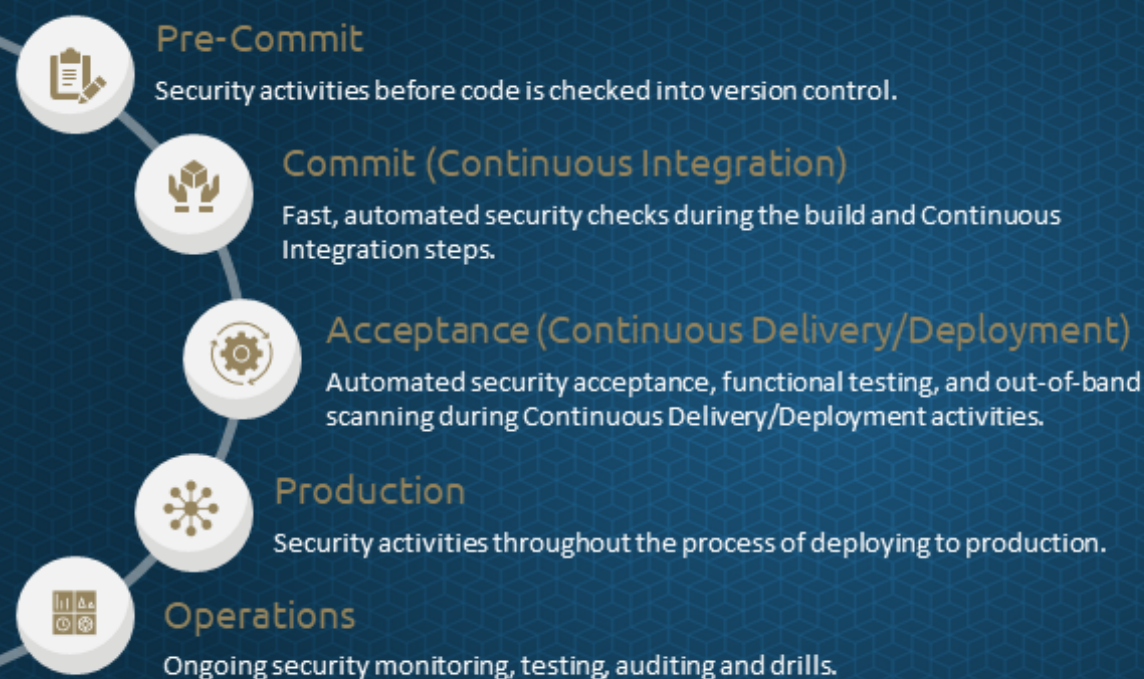 Pre-Commit
Security activities before code is checked into version control.
Commit (Continuous Integration)
Fast, automated security checks during the build and Continuous
Integration steps.
Acceptance (Continuous Delivery/Deployment)
Automated security acceptance, functional testing, and out-of-band
scanning during Continuous Delivery/Deployment activities.
Production
Security activities throughout the process of deploying to production.
Operations
Ongoing security monitoring, testing, auditing and drills.